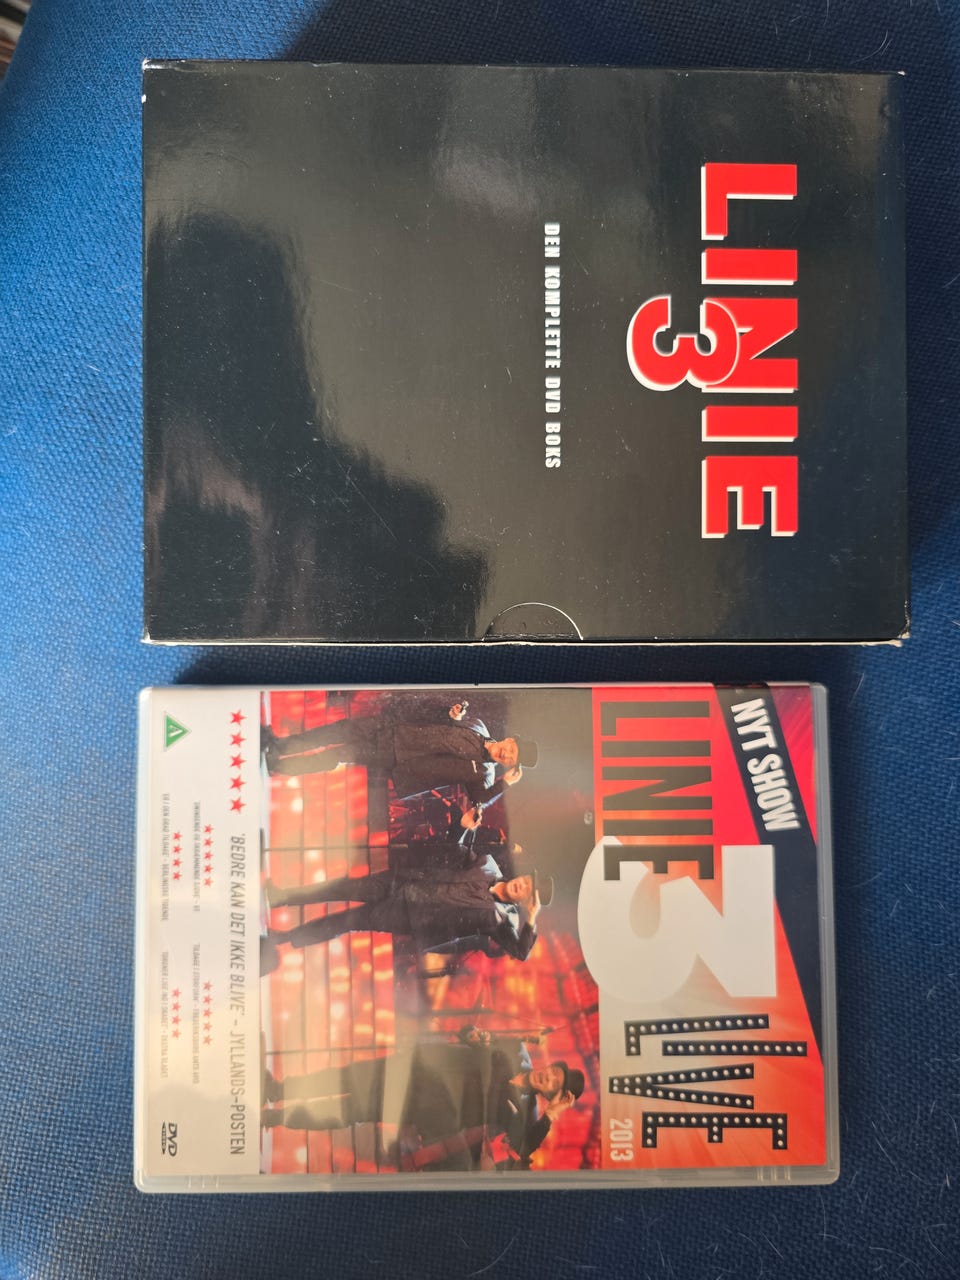 LINIE
3
DEN KOMPLETTE DVD BOKS
NYT SHOW
LINIE 3 LIVE
2013
"BEDRE KAN DET IKKE BLIVE" - JYLLANDS-POSTEN
A
DVD
VIDEO